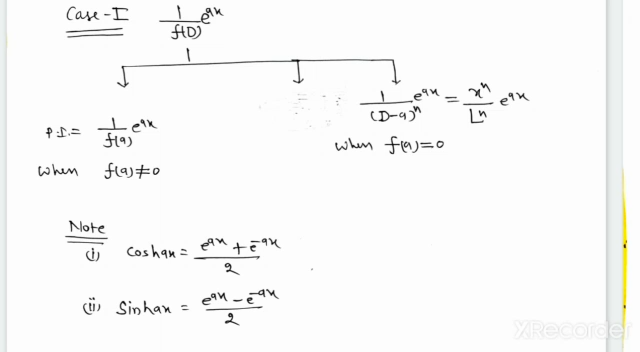 Case-I 1/f(D) e^{ax}
P.I. = 1/f(a) e^{ax}
when f(a) ≠ 0
1/(D-a)^n e^{ax} = x^n/∟n e^{ax}
when f(a) = 0
Note
(i) Coshax = (e^{ax} + e^{-ax})/2
(ii) Sinhax = (e^{ax} - e^{-ax})/2
XRecorder